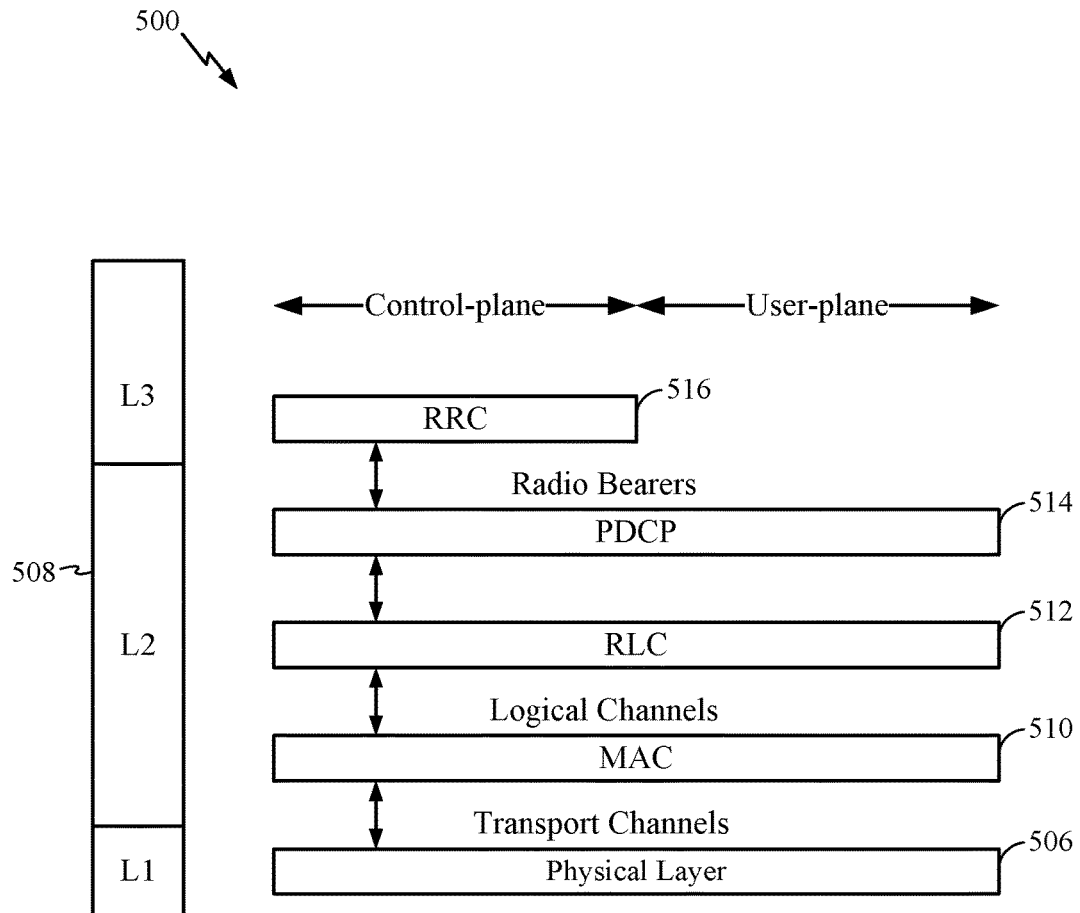 500
Control-plane
User-plane
L3
516
RRC
Radio Bearers
514
PDCP
508
512
L2
RLC
Logical Channels
510
MAC
Transport Channels
506
L1
Physical Layer